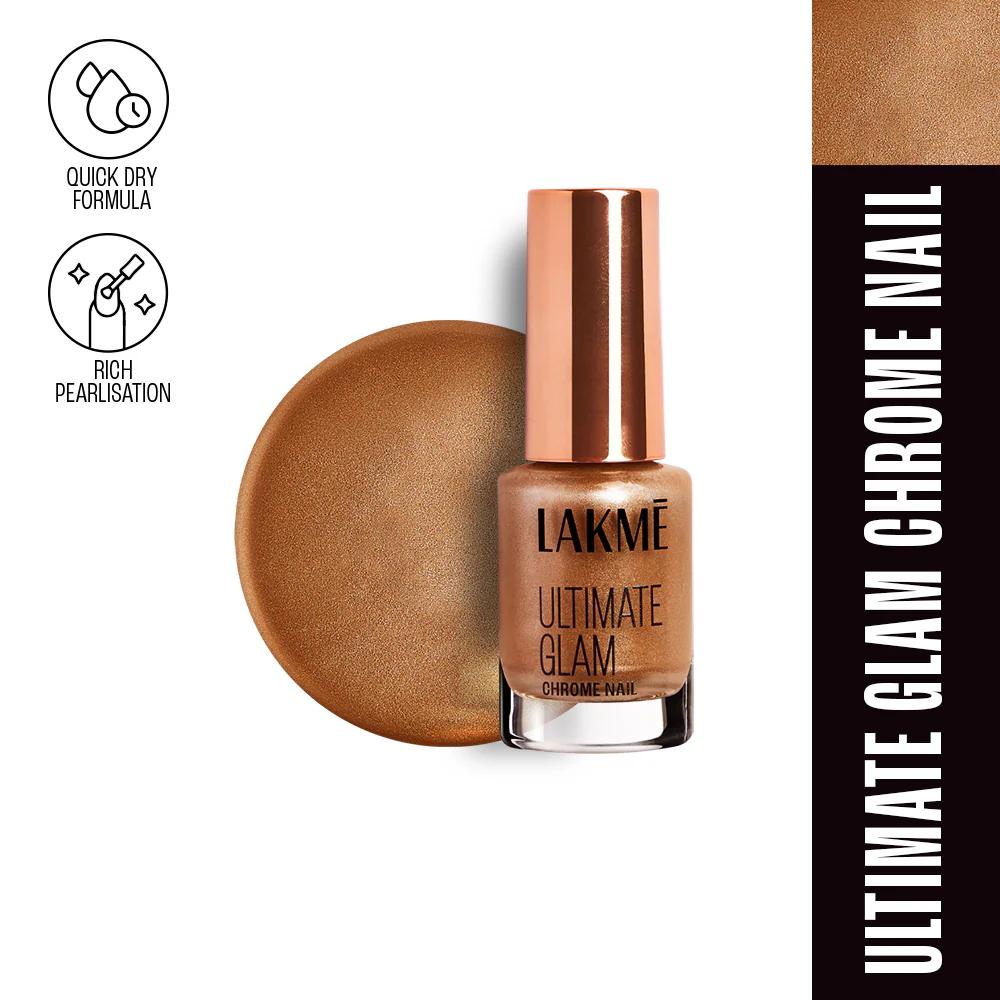 QUICK DRY
FORMULA
RICH
PEARLISATION
LAKMĒ
ULTIMATE
GLAM
CHROME NAIL
ULTIMATE GLAM CHROME NAIL